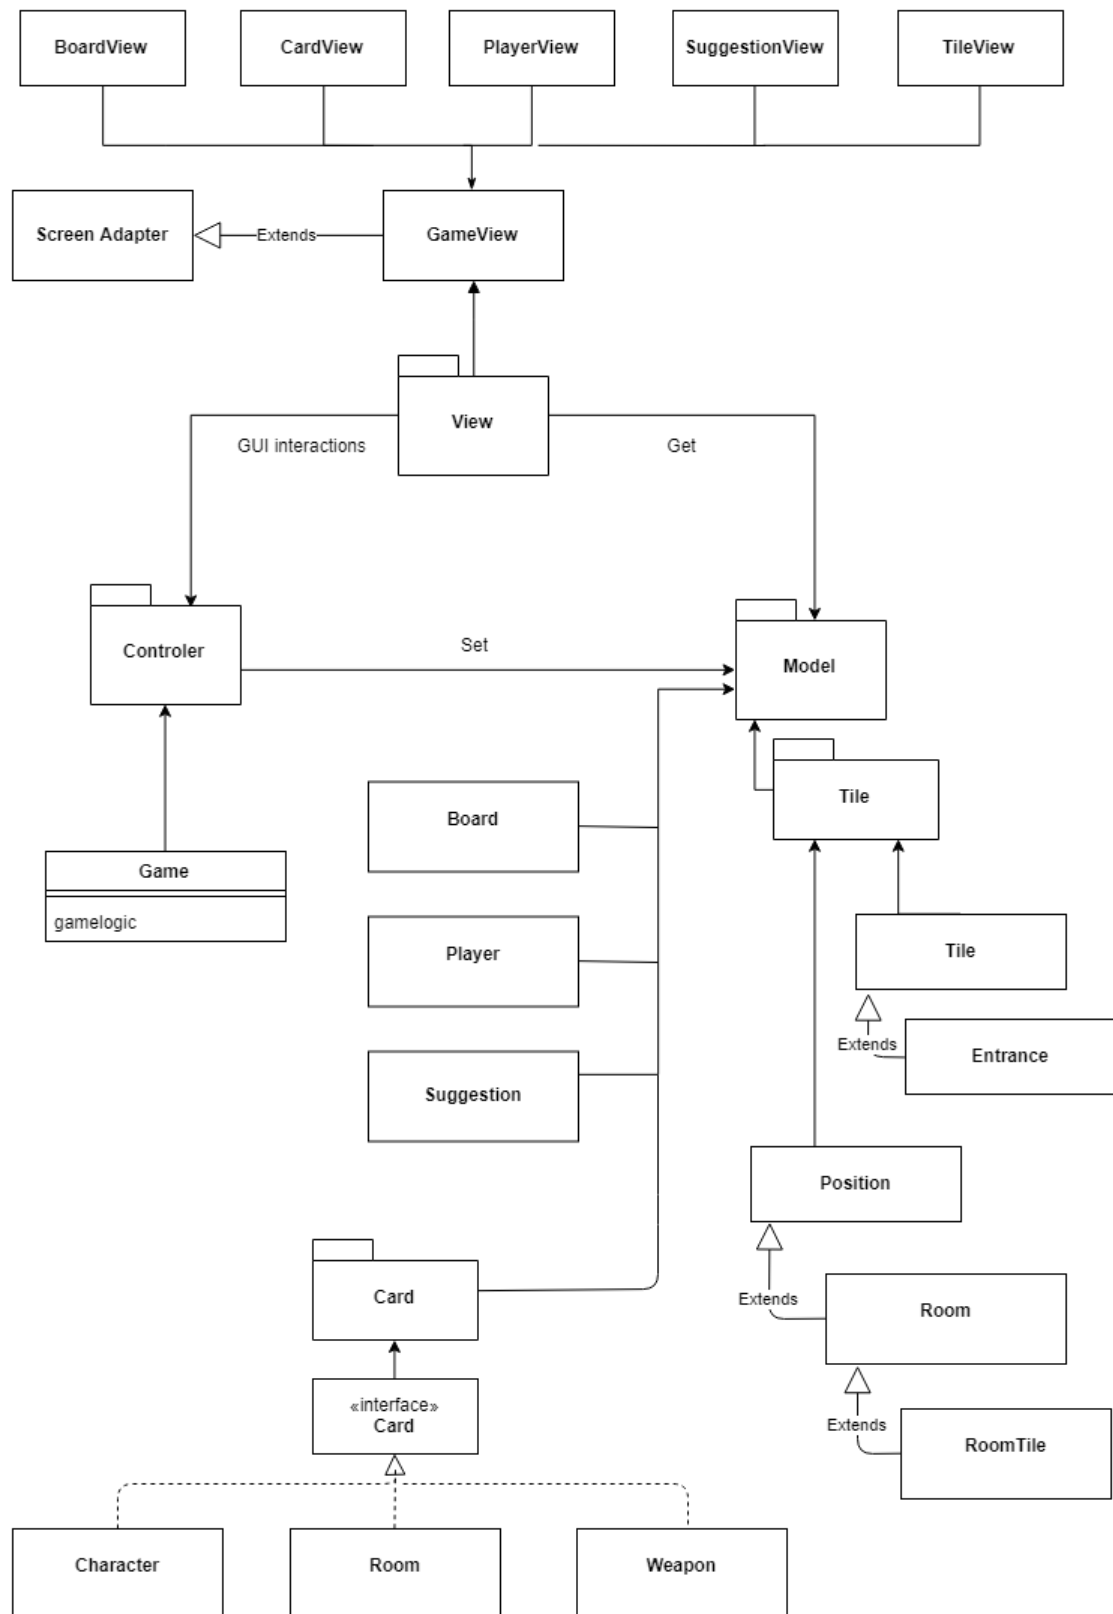 BoardView
CardView
PlayerView
SuggestionView
TileView
Screen Adapter
Extends
GameView
View
GUI interactions
Get
Controler
Set
Model
Tile
Board
Game
gamelogic
Player
Tile
Extends
Entrance
Suggestion
Position
Card
Extends
Room
«interface»
Card
Extends
RoomTile
Character
Room
Weapon